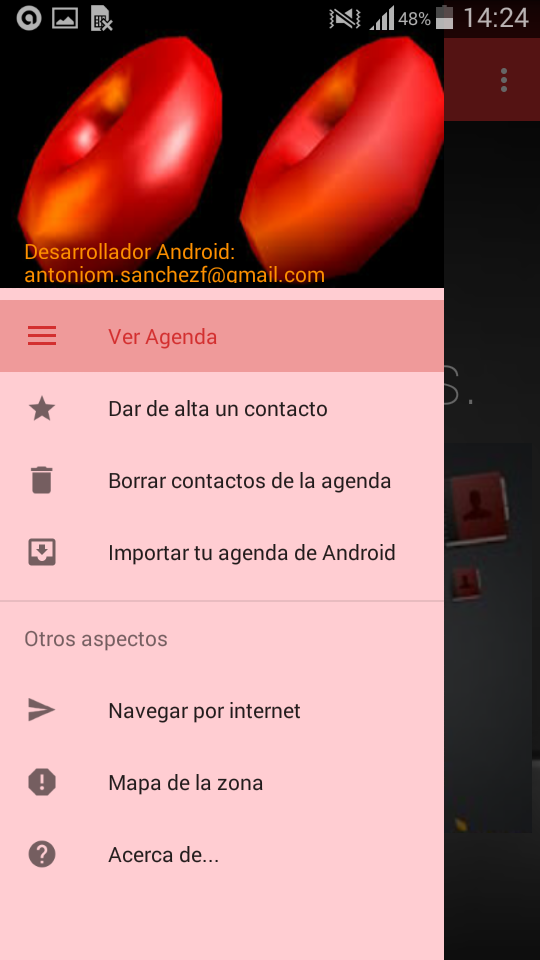 48% 14:24
Desarrollador Android:
antoniom.sanchezf@gmail.com
Ver Agenda
s.
Dar de alta un contacto
Borrar contactos de la agenda
Importar tu agenda de Android
Otros aspectos
Navegar por internet
Mapa de la zona
Acerca de...